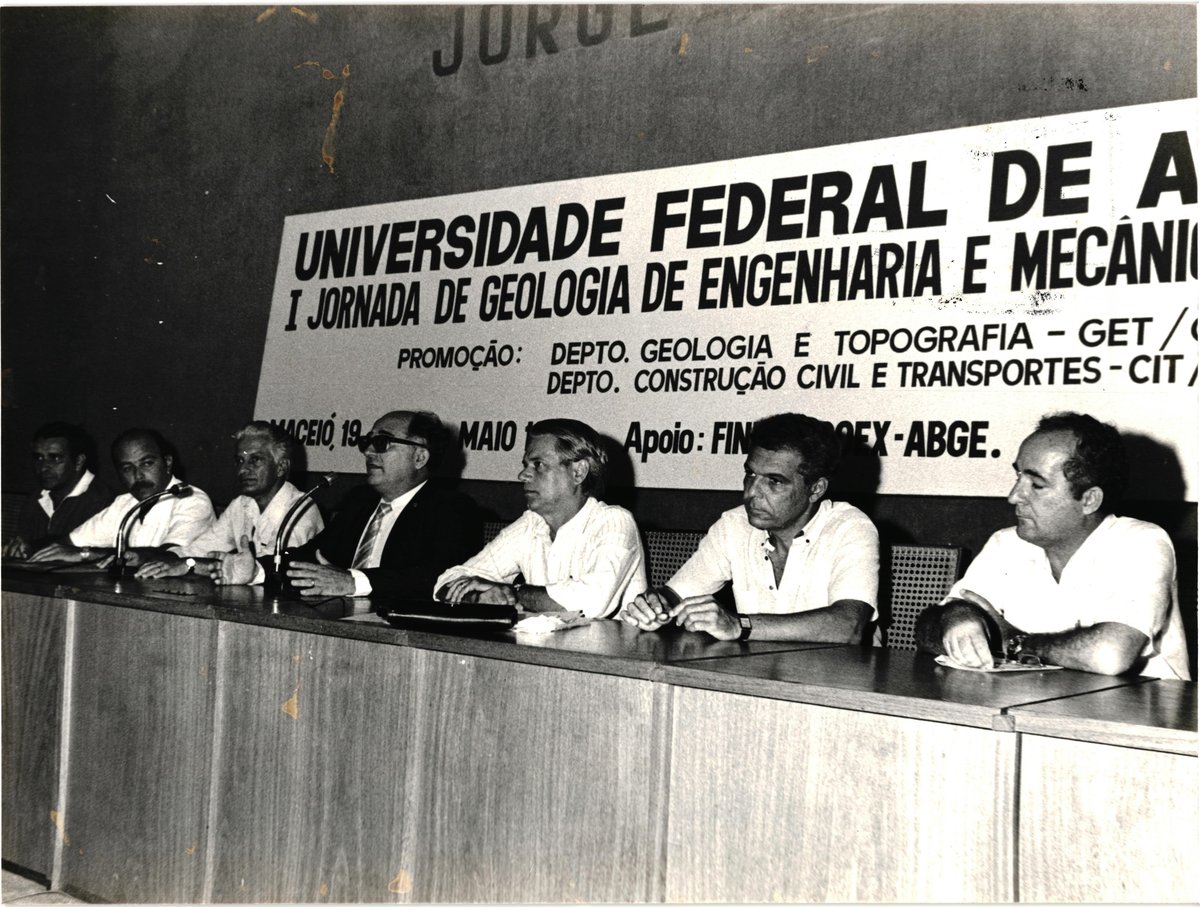 JORGE
UNIVERSIDADE FEDERAL DE A
I JORNADA DE GEOLOGIA DE ENGENHARIA E MECÂNIC
PROMOÇÃO: DEPTO. GEOLOGIA E TOPOGRAFIA - GET /
DEPTO. CONSTRUÇÃO CIVIL E TRANSPORTES - CIT /
MACEIÓ, 19 MAIO Apoio: FIN OEX-ABGE.